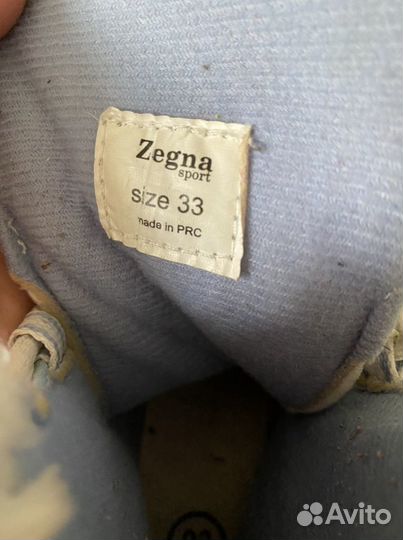 Zegna
sport
size 33
made in PRC
Avito